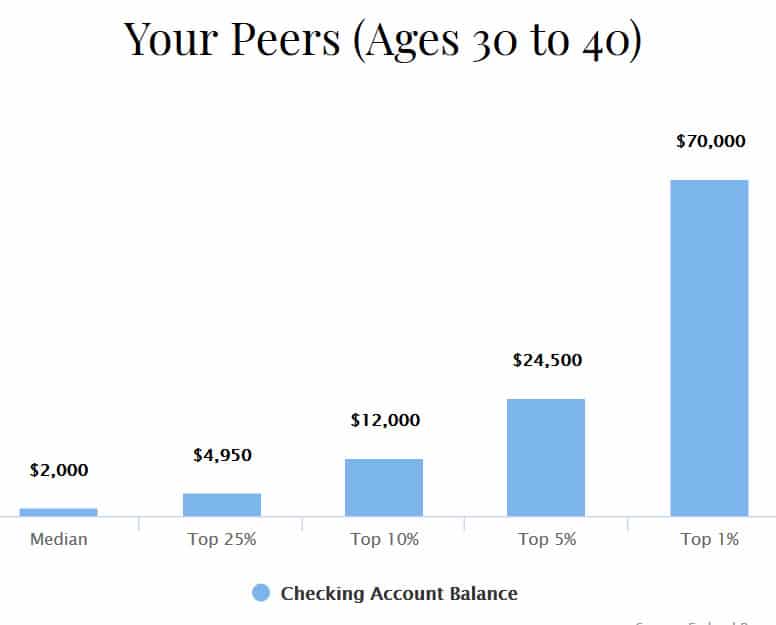 Your Peers (Ages 30 to 40)
$70,000
$24,500
$12,000
$4,950
$2,000
Median Top 25% Top 10% Top 5% Top 1%
Checking Account Balance